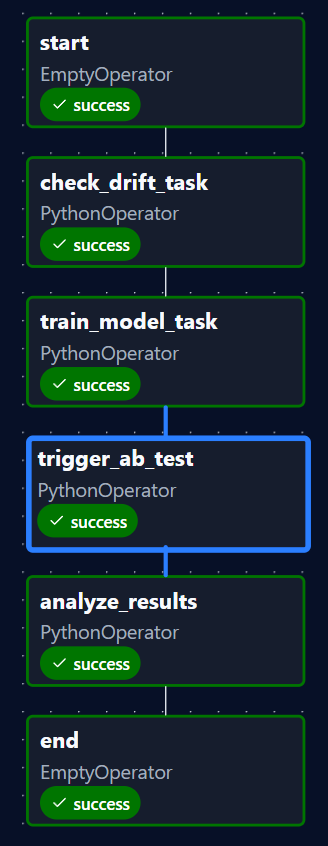 start
EmptyOperator
success
check_drift_task
PythonOperator
success
train_model_task
PythonOperator
success
trigger_ab_test
PythonOperator
success
analyze_results
PythonOperator
success
end
EmptyOperator
success